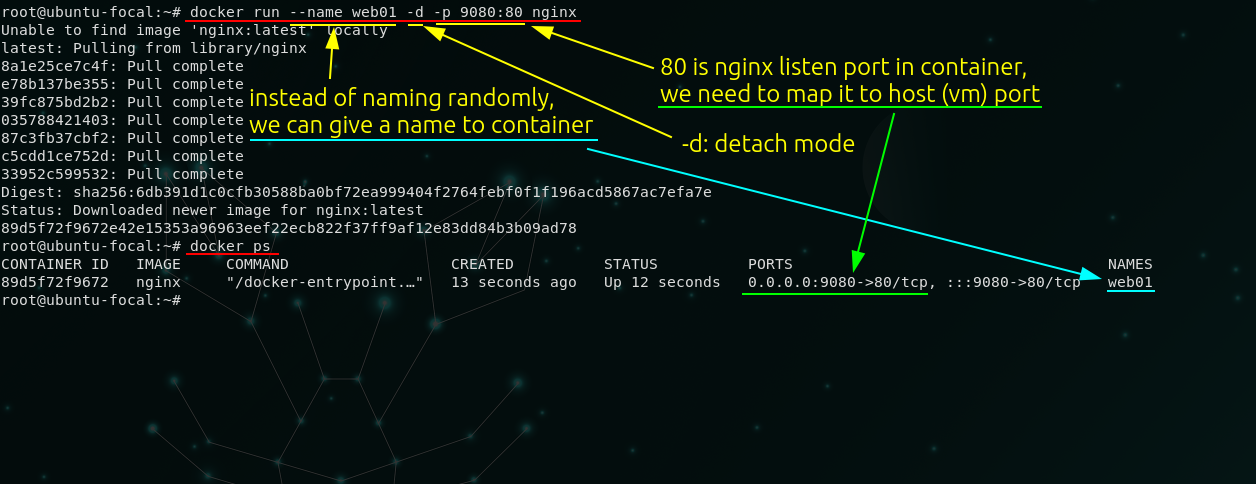 root@ubuntu-focal:~# docker run --name web01 -d -p 9080:80 nginx
Unable to find image 'nginx:latest' locally
latest: Pulling from library/nginx
8a1e25ce7c4f: Pull complete
e78b137be355: Pull complete
39fc875bd2b2: Pull complete
035788421403: Pull complete
87c3fb37cbf2: Pull complete
c5cdd1ce752d: Pull complete
33952c599532: Pull complete
Digest: sha256:6db391d1c0cfb30588ba0bf72ea999404f2764febf0f1f196acd5867ac7efa7e
Status: Downloaded newer image for nginx:latest
89d5f72f9672e42e15353a96963eef22ecb822f37ff9af12e83dd84b3b09ad78
root@ubuntu-focal:~# docker ps
CONTAINER ID   IMAGE     COMMAND                  CREATED          STATUS          PORTS                                   NAMES
89d5f72f9672   nginx     "/docker-entrypoint.…"   13 seconds ago   Up 12 seconds   0.0.0.0:9080->80/tcp, :::9080->80/tcp   web01
root@ubuntu-focal:~#
instead of naming randomly,
we can give a name to container
80 is nginx listen port in container,
we need to map it to host (vm) port
-d: detach mode